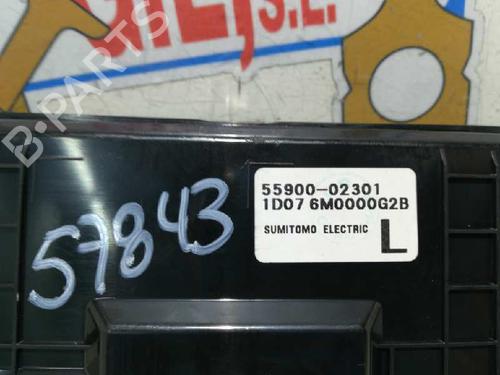 S.L.
B-PARTS
57843
55900-02301
1D07 6M0000G2B
SUMITOMO ELECTRIC
L